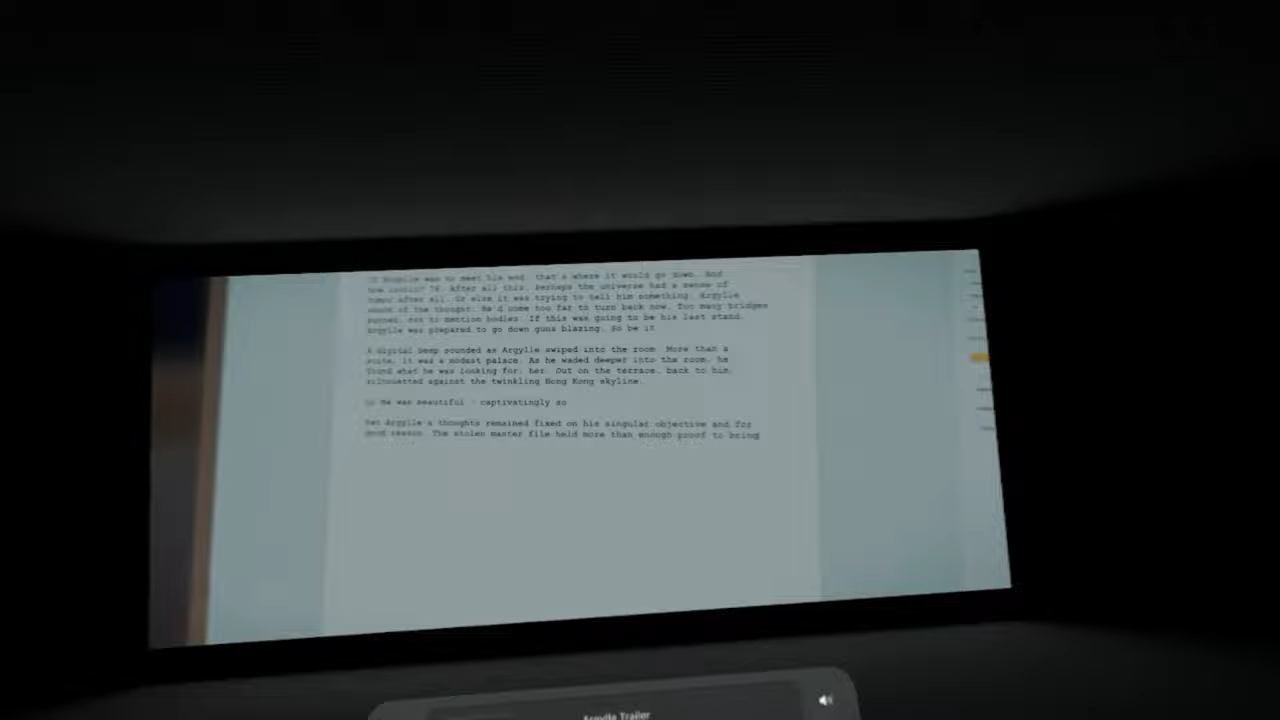 was to meet his end, that's where it would go down. And
After all this. Perhaps the universe had a sense of
after all. Or else it was trying to tell him something. Argylle
of the thought. He'd come too far to turn back now. Too many bridges
burned, not to mention bodies. If this was going to be his last stand,
Argylle was prepared to go down guns blazing. So be it.
A digital beep sounded as Argylle swiped into the room. More than a
suite, it was a modest palace. As he waded deeper into the room, he
found what he was looking for: her. Out on the terrace, back to him,
silhouetted against the twinkling Hong Kong skyline.
He was beautiful - captivatingly so
Yet Argylle's thoughts remained fixed on his singular objective and for
good reason. The stolen master file held more than enough proof to bring
Argylle Trailer